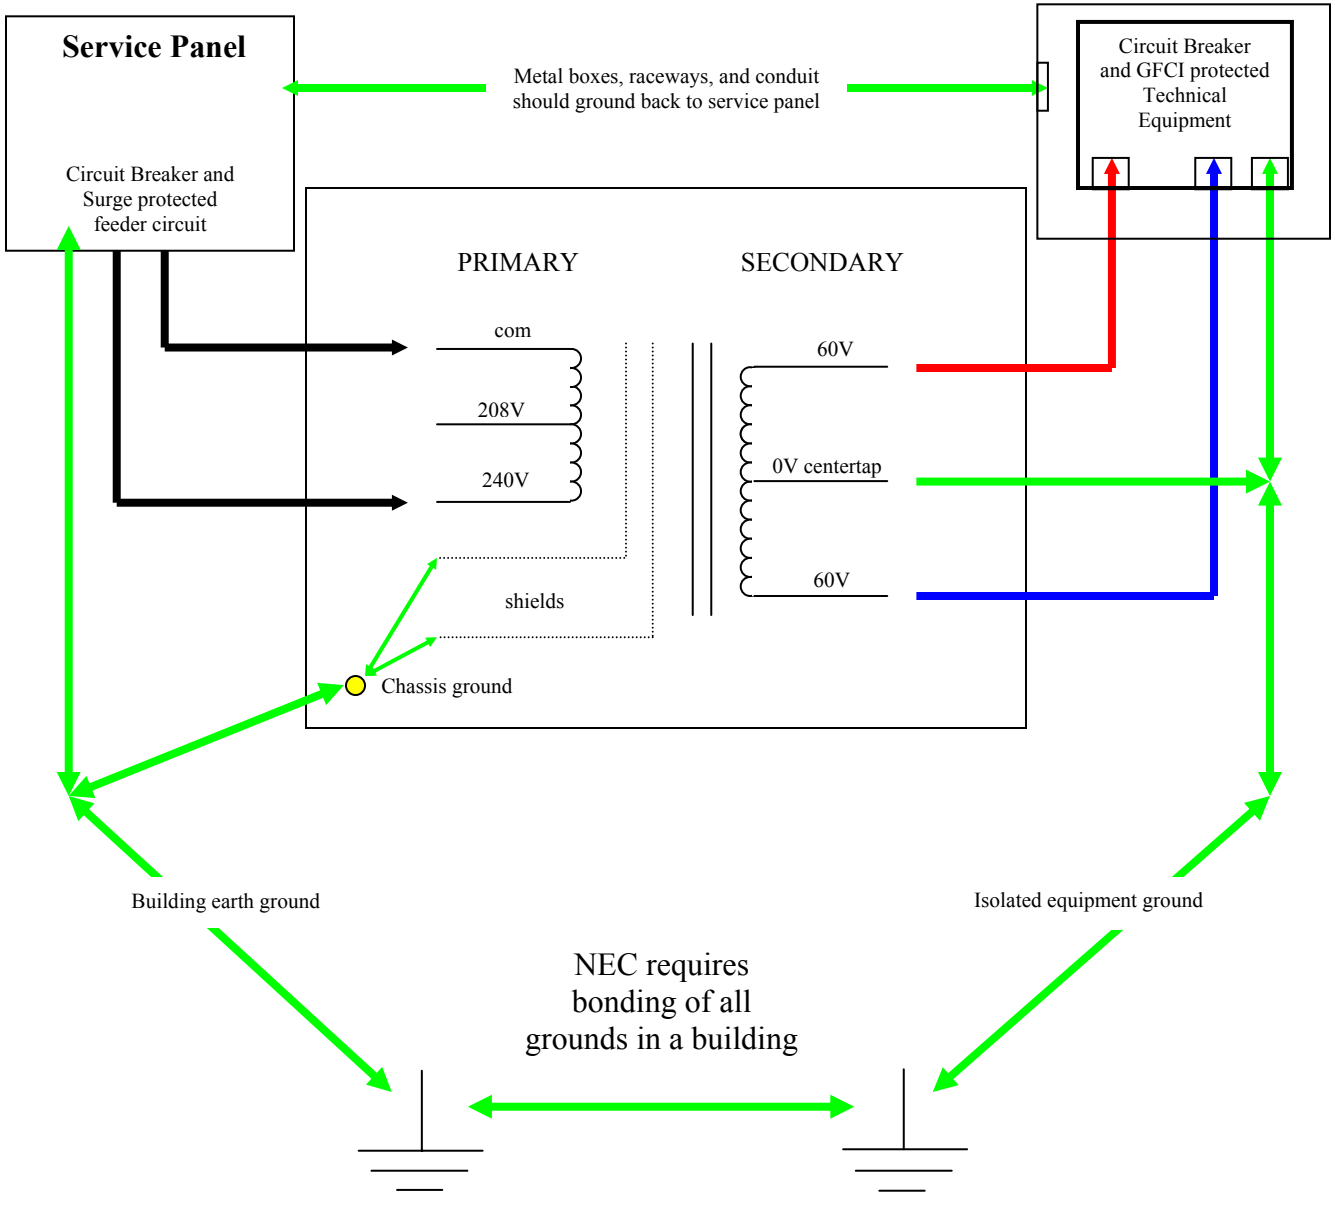 Service Panel
Circuit Breaker and
Surge protected
feeder circuit
Metal boxes, raceways, and conduit
should ground back to service panel
Circuit Breaker
and GFCI protected
Technical
Equipment
PRIMARY
SECONDARY
com
208V
240V
shields
Chassis ground
60V
0V centertap
60V
Building earth ground
Isolated equipment ground
NEC requires
bonding of all
grounds in a building